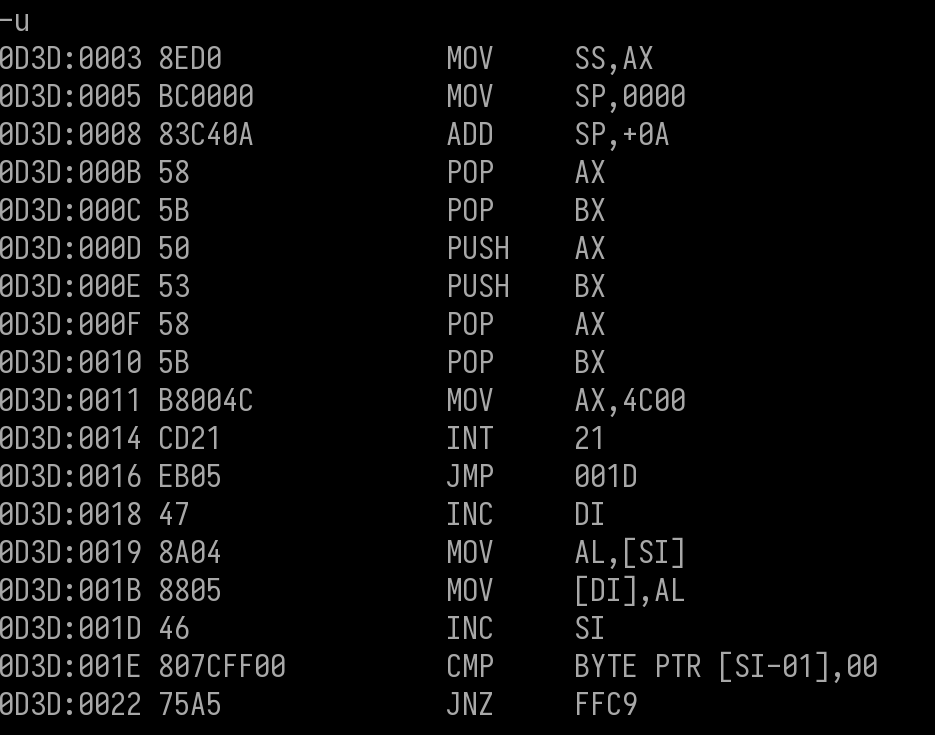 -u
0D3D:0003 8ED0 MOV SS,AX
0D3D:0005 BC0000 MOV SP,0000
0D3D:0008 83C40A ADD SP,+0A
0D3D:000B 58 POP AX
0D3D:000C 5B POP BX
0D3D:000D 50 PUSH AX
0D3D:000E 53 PUSH BX
0D3D:000F 58 POP AX
0D3D:0010 5B POP BX
0D3D:0011 B8004C MOV AX,4C00
0D3D:0014 CD21 INT 21
0D3D:0016 EB05 JMP 001D
0D3D:0018 47 INC DI
0D3D:0019 8A04 MOV AL,[SI]
0D3D:001B 8805 MOV [DI],AL
0D3D:001D 46 INC SI
0D3D:001E 807CFF00 CMP BYTE PTR [SI-01],00
0D3D:0022 75A5 JNZ FFC9